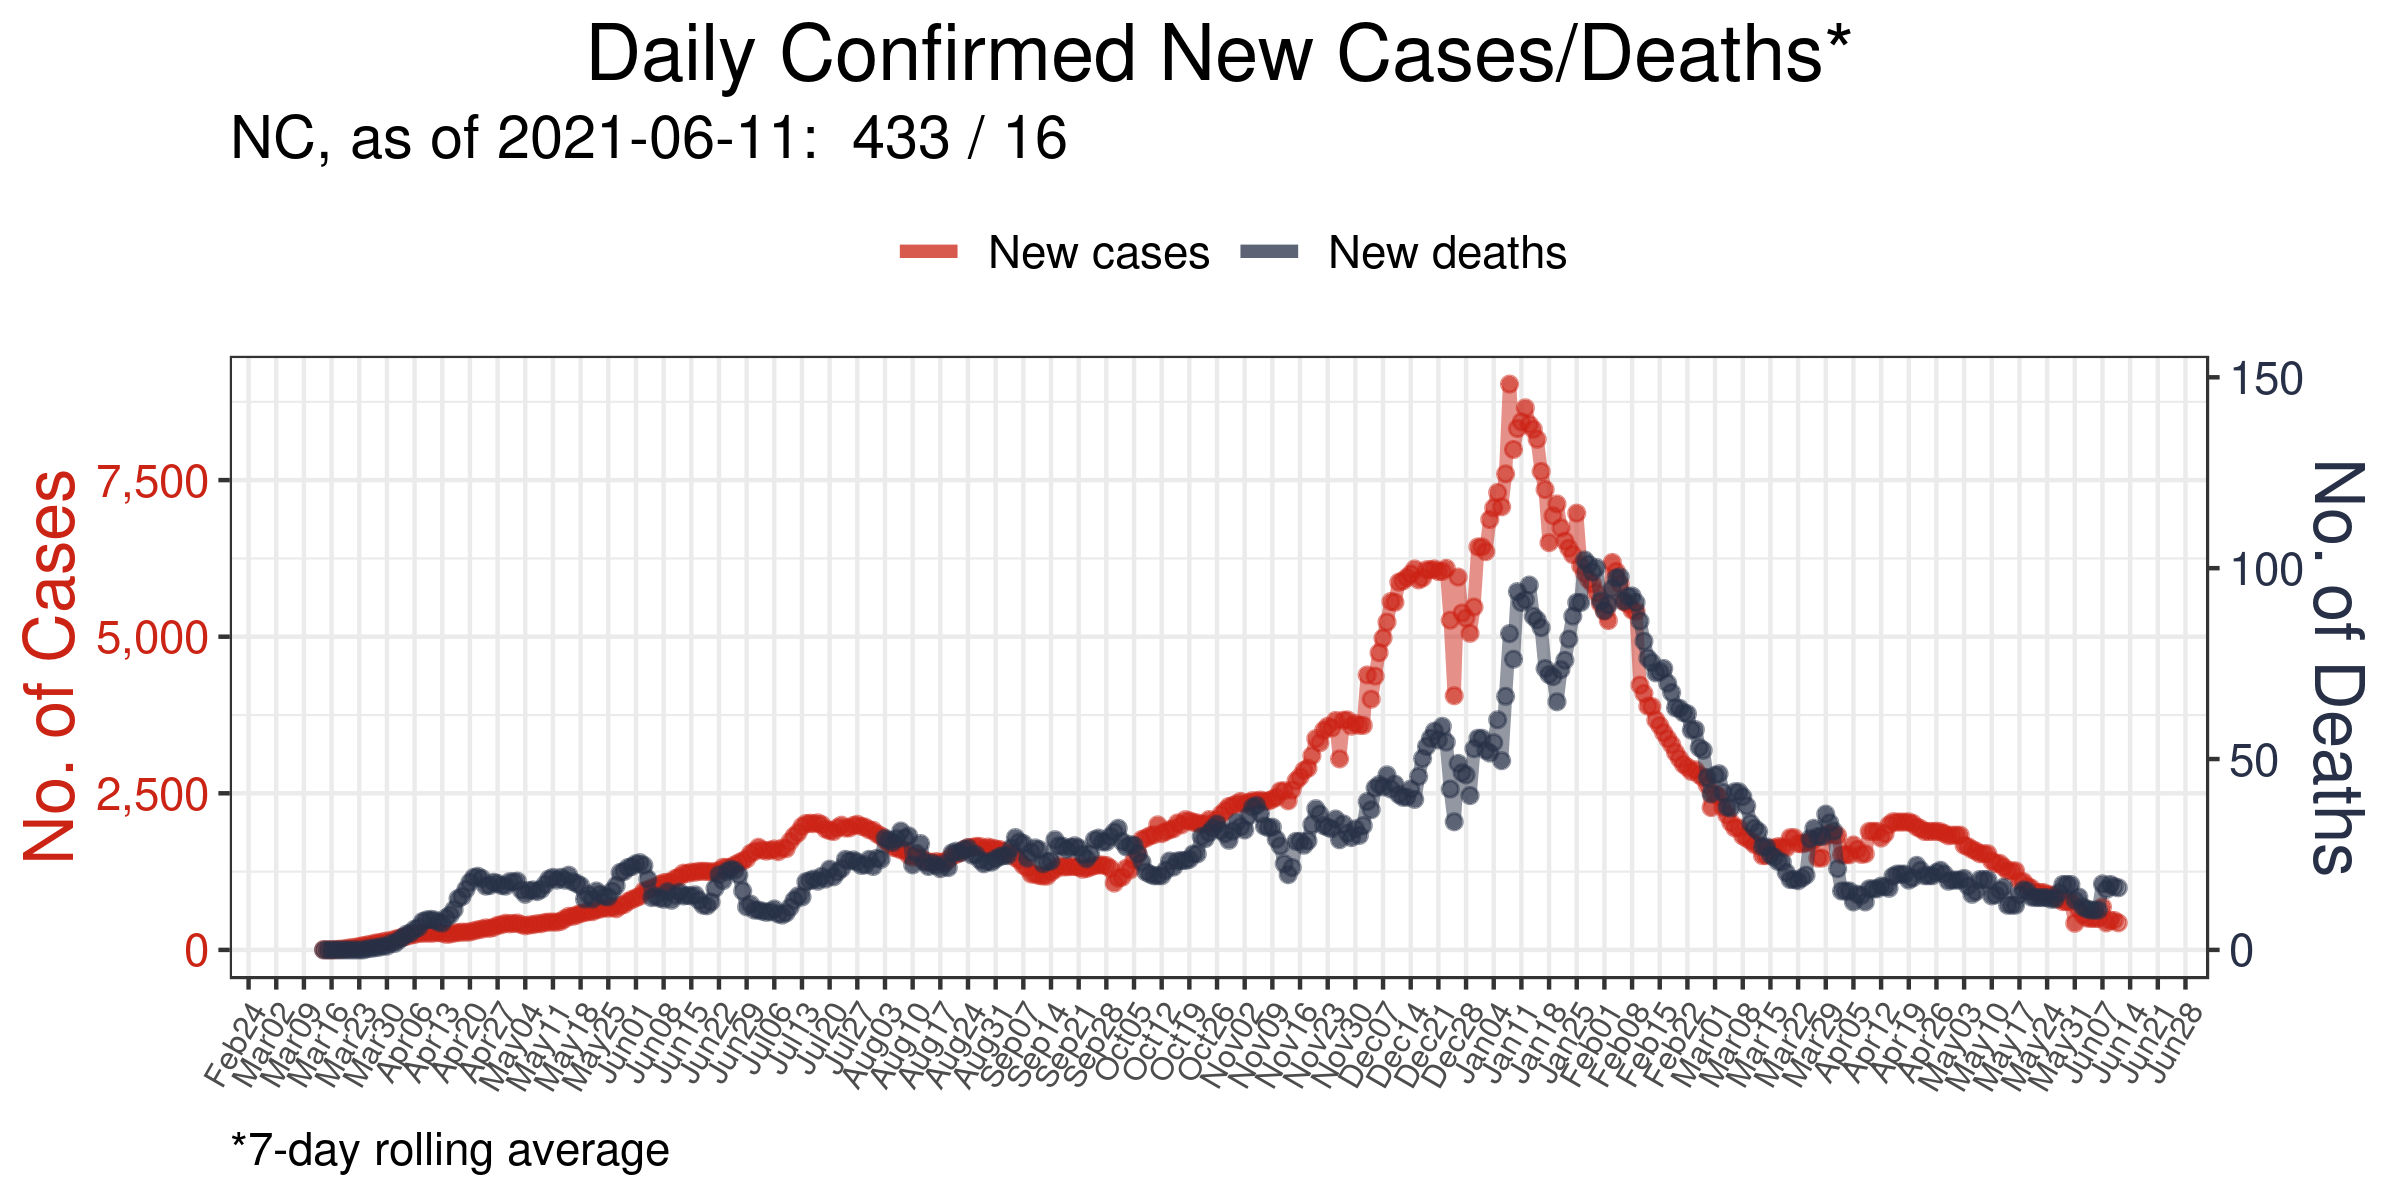 Daily Confirmed New Cases/Deaths*
NC, as of 2021-06-11:  433 / 16
New cases New deaths
No. of Cases
7,500
5,000
2,500
0
150
100
50
0
No. of Deaths
Feb24 Mar02 Mar09 Mar16 Mar23 Mar30 Apr06 Apr13 Apr20 Apr27 May04 May11 May18 May25 Jun01 Jun08 Jun15 Jun22 Jun29 Jul06 Jul13 Jul20 Jul27 Aug03 Aug10 Aug17 Aug24 Aug31 Sep07 Sep14 Sep21 Sep28 Oct05 Oct12 Oct19 Oct26 Nov02 Nov09 Nov16 Nov23 Nov30 Dec07 Dec14 Dec21 Dec28 Jan04 Jan11 Jan18 Jan25 Feb01 Feb08 Feb15 Feb22 Mar01 Mar08 Mar15 Mar22 Mar29 Apr05 Apr12 Apr19 Apr26 May03 May10 May17 May24 May31 Jun07 Jun14 Jun21 Jun28
*7-day rolling average